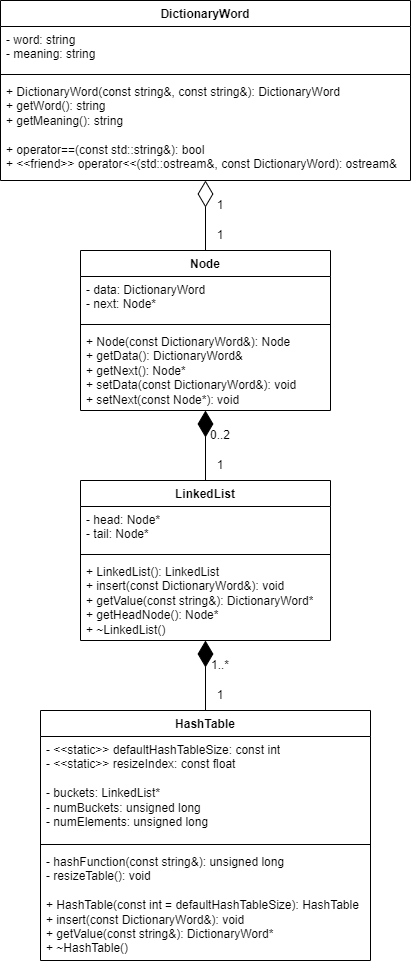 DictionaryWord
- word: string
- meaning: string
+ DictionaryWord(const string&, const string&): DictionaryWord
+ getWord(): string
+ getMeaning(): string
+ operator==(const std::string&): bool
+ <<friend>> operator<<(std::ostream&, const DictionaryWord): ostream&
1
1
Node
- data: DictionaryWord
- next: Node*
+ Node(const DictionaryWord&): Node
+ getData(): DictionaryWord&
+ getNext(): Node*
+ setData(const DictionaryWord&): void
+ setNext(const Node*): void
0..2
1
LinkedList
- head: Node*
- tail: Node*
+ LinkedList(): LinkedList
+ insert(const DictionaryWord&): void
+ getValue(const string&): DictionaryWord*
+ getHeadNode(): Node*
+ ~LinkedList()
1..*
1
HashTable
- <<static>> defaultHashTableSize: const int
- <<static>> resizeIndex: const float
- buckets: LinkedList*
- numBuckets: unsigned long
- numElements: unsigned long
- hashFunction(const string&): unsigned long
- resizeTable(): void
+ HashTable(const int = defaultHashTableSize): HashTable
+ insert(const DictionaryWord&): void
+ getValue(const string&): DictionaryWord*
+ ~HashTable()